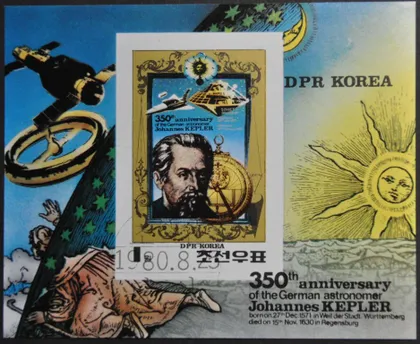 DPR KOREA
350th anniversary
of the German astronomer
Johannes KEPLER
DPR KOREA
조선우표
1980.8.25
350th anniversary
of the German astronomer
Johannes KEPLER
born on 27th Dec. 1571 in Weil der Stadt, Württemberg
died on 15th Nov. 1630 in Regensburg